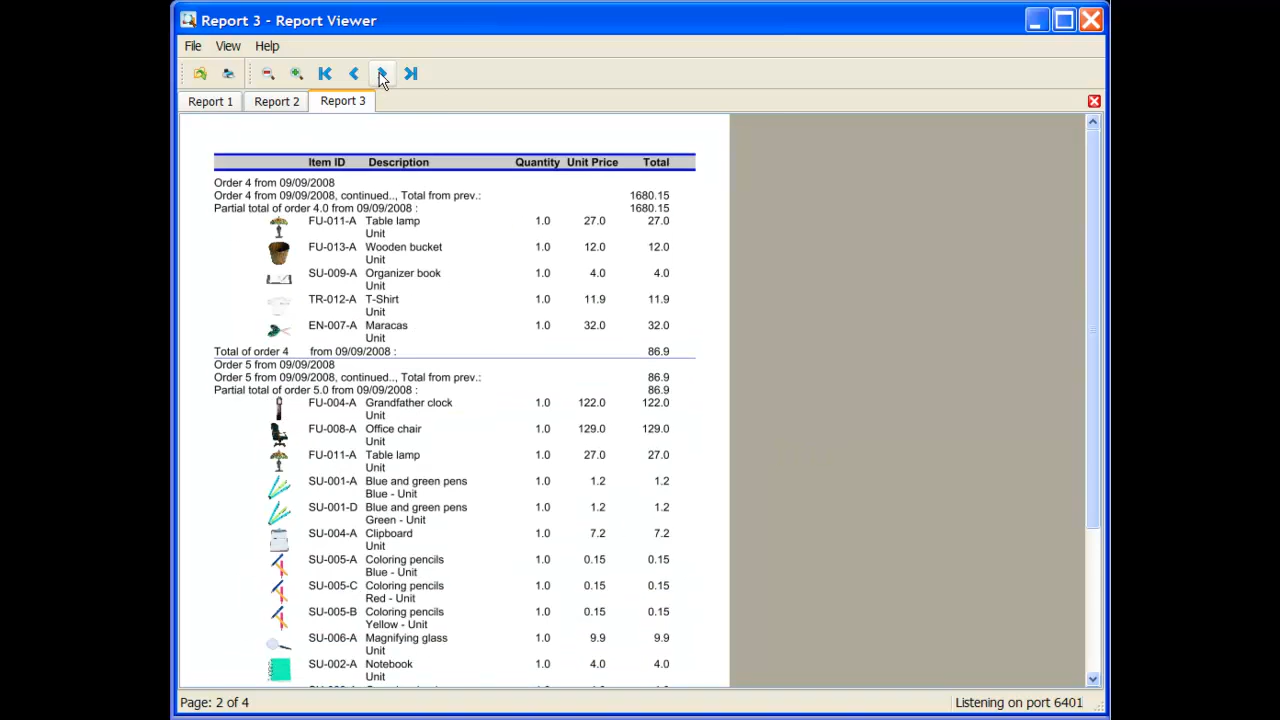 Report 3 - Report Viewer
File View Help
Report 1 Report 2 Report 3
Item ID Description Quantity Unit Price Total
Order 4 from 09/09/2008
Order 4 from 09/09/2008, continued.., Total from prev.: 1680.15
Partial total of order 4.0 from 09/09/2008 : 1680.15
FU-011-A Table lamp 1.0 27.0 27.0
Unit
FU-013-A Wooden bucket 1.0 12.0 12.0
Unit
SU-009-A Organizer book 1.0 4.0 4.0
Unit
TR-012-A T-Shirt 1.0 11.9 11.9
Unit
EN-007-A Maracas 1.0 32.0 32.0
Unit
Total of order 4 from 09/09/2008 : 86.9
Order 5 from 09/09/2008
Order 5 from 09/09/2008, continued.., Total from prev.: 86.9
Partial total of order 5.0 from 09/09/2008 : 86.9
FU-004-A Grandfather clock 1.0 122.0 122.0
Unit
FU-008-A Office chair 1.0 129.0 129.0
Unit
FU-011-A Table lamp 1.0 27.0 27.0
Unit
SU-001-A Blue and green pens 1.0 1.2 1.2
Blue - Unit
SU-001-D Blue and green pens 1.0 1.2 1.2
Green - Unit
SU-004-A Clipboard 1.0 7.2 7.2
Unit
SU-005-A Coloring pencils 1.0 0.15 0.15
Blue - Unit
SU-005-C Coloring pencils 1.0 0.15 0.15
Red - Unit
SU-005-B Coloring pencils 1.0 0.15 0.15
Yellow - Unit
SU-006-A Magnifying glass 1.0 9.9 9.9
Unit
SU-002-A Notebook 1.0 4.0 4.0
Unit
Page: 2 of 4 Listening on port 6401